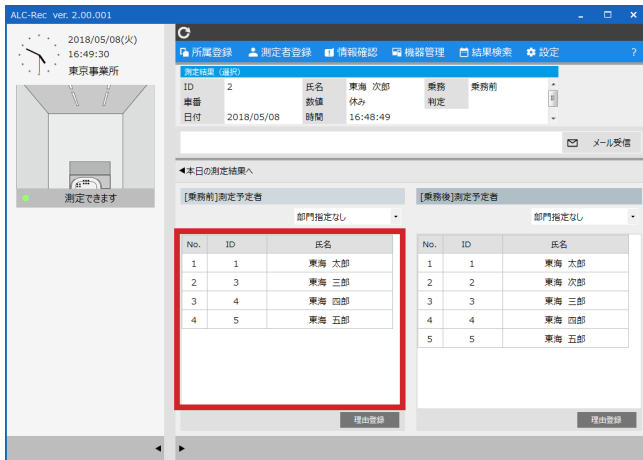 ALC-Rec ver. 2.00.001
2018/05/08(火)
16:49:30
東京事業所
測定できます
所属登録 測定者登録 情報確認 機器管理 結果検索 設定 ?
測定結果 (選択)
ID 2 氏名 東海 次郎 乗務 乗務前
車番 数値 休み 判定
日付 2018/05/08 時間 16:48:49
メール受信
◀本日の測定結果へ
[乗務前]測定予定者
部門指定なし
No. ID 氏名
1 1 東海 太郎
2 3 東海 三郎
3 4 東海 四郎
4 5 東海 五郎
理由登録
[乗務後]測定予定者
部門指定なし
No. ID 氏名
1 1 東海 太郎
2 2 東海 次郎
3 3 東海 三郎
4 4 東海 四郎
5 5 東海 五郎
理由登録